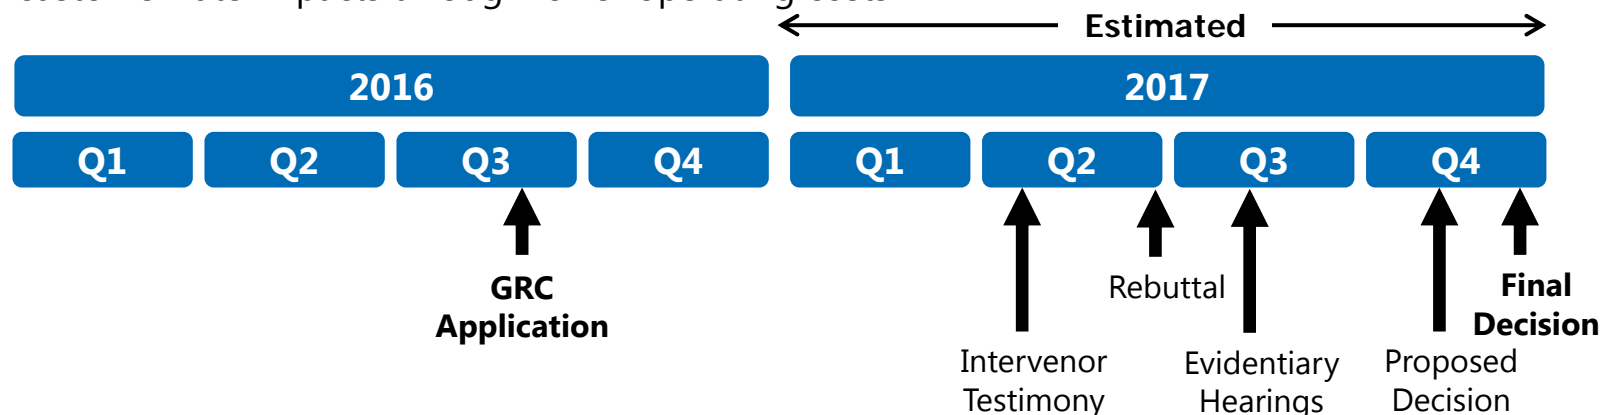 Estimated
2016
2017
Q1
Q2
Q3
Q4
Q1
Q2
Q3
Q4
GRC
Application
Rebuttal
Final
Decision
Intervenor
Testimony
Evidentiary
Hearings
Proposed
Decision